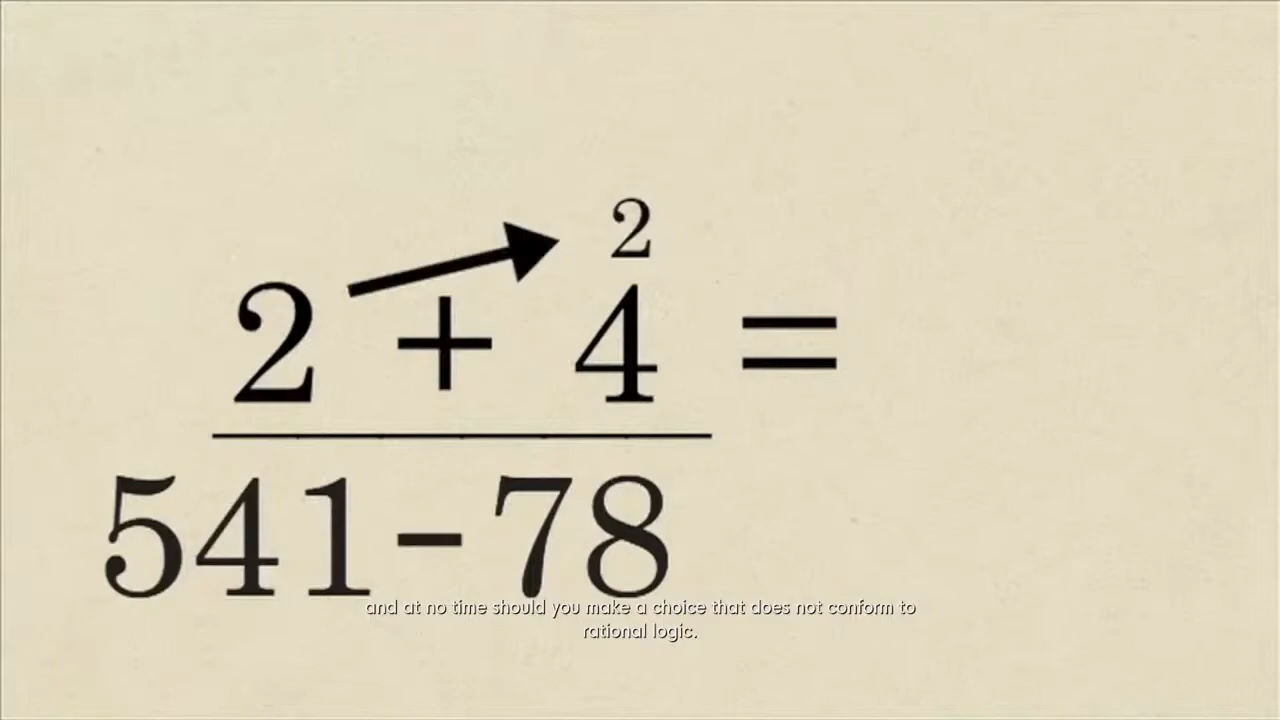 2
2 + 4 =
541-78
and at no time should you make a choice that does not conform to
rational logic.